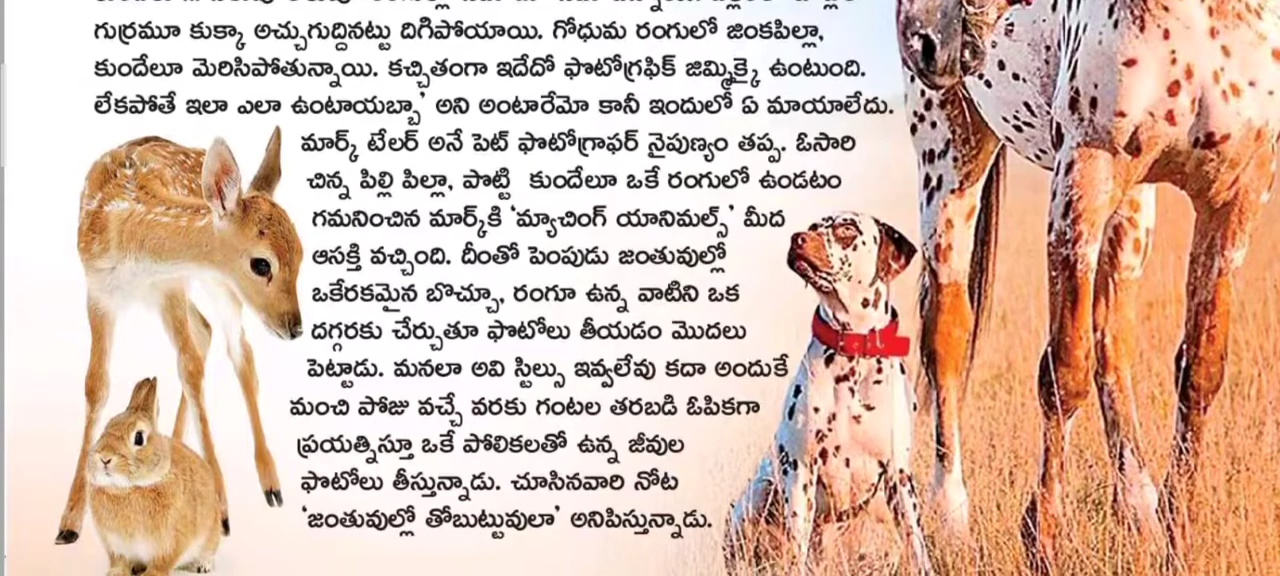 గుర్రమూ కుక్కా అచ్చుగుద్దినట్టు దిగిపోయాయి. గోధుమ రంగులో జింకపిల్లా,
కుందేలూ మెరిసిపోతున్నాయి. కచ్చితంగా ఇదేదో ఫొటోగ్రఫిక్ జిమ్మిక్కై ఉంటుంది.
లేకపోతే ఇలా ఎలా ఉంటాయబ్బా' అని అంటారేమో కానీ ఇందులో ఏ మాయాలేదు.
మార్క్ టేలర్ అనే పెట్ ఫొటోగ్రాఫర్ నైపుణ్యం తప్ప. ఓసారి
చిన్న పిల్లి పిల్లా, పొట్టి కుందేలూ ఒకే రంగులో ఉండటం
గమనించిన మార్క్‌కి 'మ్యాచింగ్ యానిమల్స్' మీద
ఆసక్తి వచ్చింది. దీంతో పెంపుడు జంతువుల్లో
ఒకేరకమైన బొచ్చూ, రంగూ ఉన్న వాటిని ఒక
దగ్గరకు చేర్చుతూ ఫొటోలు తీయడం మొదలు
పెట్టాడు. మనలా అవి స్టిల్సు ఇవ్వలేవు కదా అందుకే
మంచి పోజు వచ్చే వరకు గంటల తరబడి ఓపికగా
ప్రయత్నిస్తూ ఒకే పోలికలతో ఉన్న జీవుల
ఫొటోలు తీస్తున్నాడు. చూసినవారి నోట
'జంతువుల్లో తోబుట్టువులా' అనిపిస్తున్నాడు.